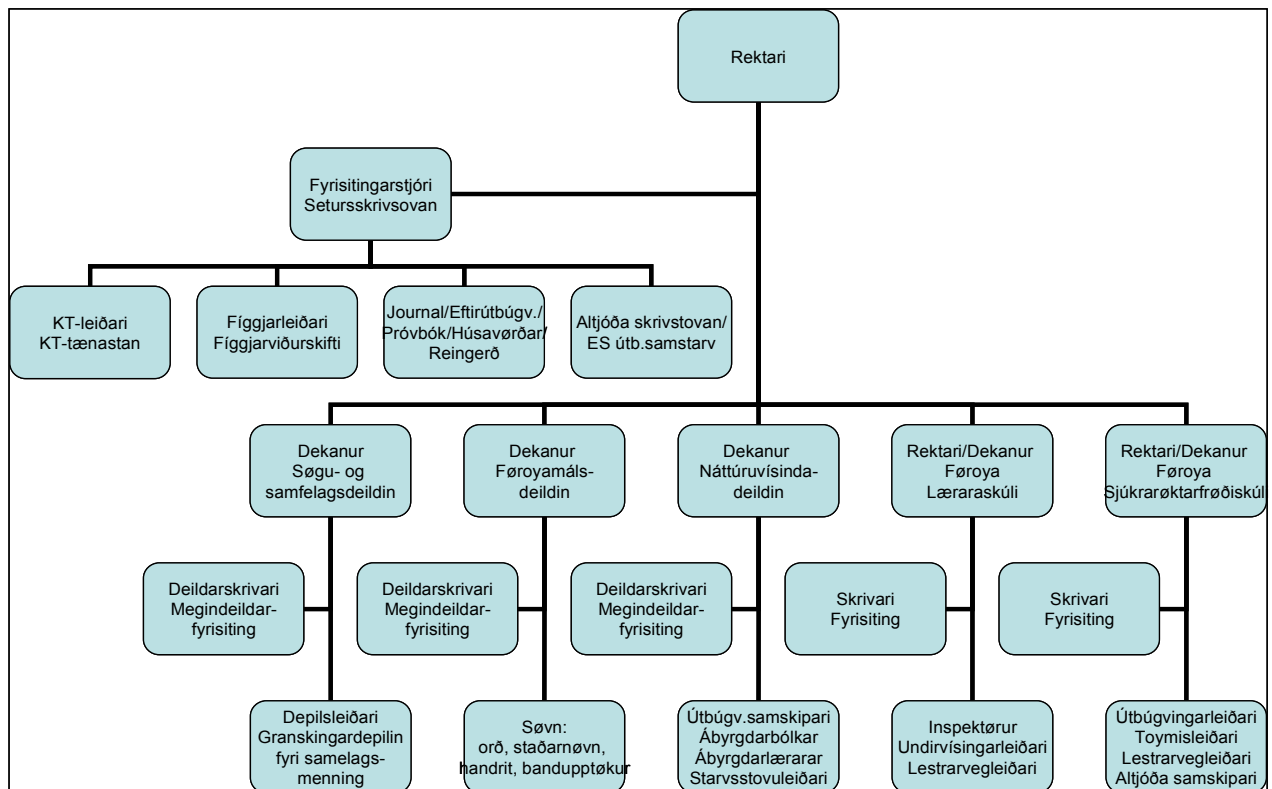 Rektari
Fyrisitingarstjóri
Setursskrivsovan
KT-leiðari
KT-tænastan
Fíggjarleiðari
Fíggjarviðurskifti
Journal/Eftirútbúgv./
Próvbók/Húsavørðar/
Reingerð
Altjóða skrivstovan/
ES útb.samstarv
Dekanur
Søgu- og
samfelagsdeildin
Dekanur
Føroyamáls-
deildin
Dekanur
Náttúruvísinda-
deildin
Rektari/Dekanur
Føroya
Læraraskúli
Rektari/Dekanur
Føroya
Sjúkrarøktarfrøðiskúli
Deildarskrivari
Megindeildar-
fyrisiting
Deildarskrivari
Megindeildar-
fyrisiting
Deildarskrivari
Megindeildar-
fyrisiting
Skrivari
Fyrisiting
Skrivari
Fyrisiting
Depilsleiðari
Granskingardepilin
fyri samelags-
menning
Søvn:
orð, staðarnøvn,
handrit, bandupptøkur
Útbúgv.samskipari
Ábyrgdarbólkar
Ábyrgdarlærarar
Starvsstovuleiðari
Inspektørur
Undirvísingarleiðari
Lestrarvegleiðari
Útbúgvingarleiðari
Toymisleiðari
Lestrarvegleiðari
Altjóða samskipari